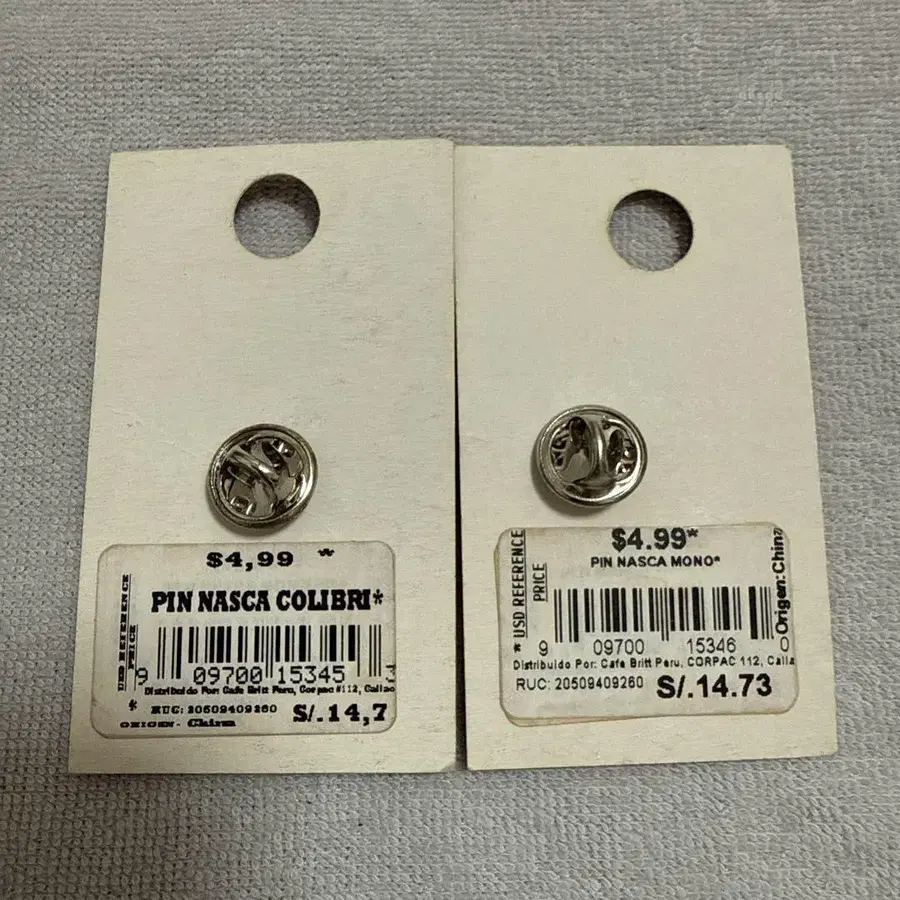 $4,99 *
PIN NASCA COLIBRI*
USD REFERENCE
PRICE
*
9 09700 15345 3
Distribuido Por: Cafe Britt Peru, Corpac #112, Callao
RUC: 20509409260
S/.14,7
ORIGEN- China
$4.99*
PIN NASCA MONO*
* USD REFERENCE
PRICE
Origen: China
9 09700 15346 0
Distribuido Por: Cafe Britt Peru, CORPAC 112, Calla
RUC: 20509409260
S/.14.73